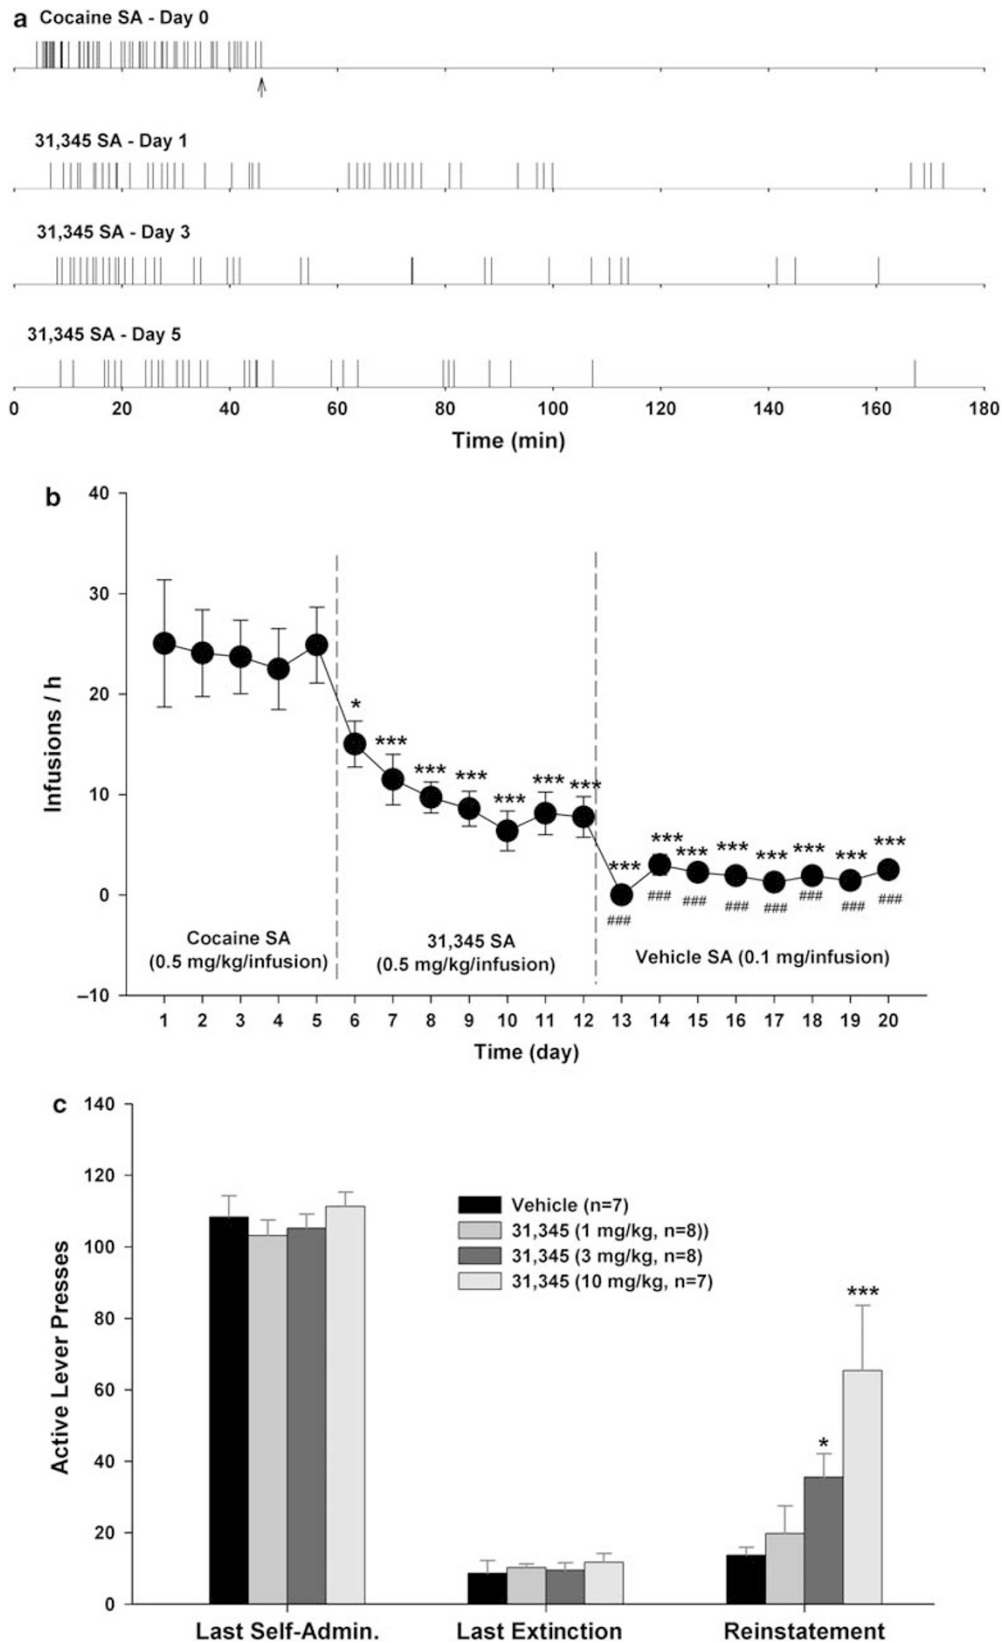 a Cocaine SA - Day 0
31,345 SA - Day 1
31,345 SA - Day 3
31,345 SA - Day 5
0 20 40 60 80 100 120 140 160 180
Time (min)
b
40
30
20
10
0
–10
Infusions / h
*
***
***
***
***
***
***
***
***
***
***
***
***
***
***
###
###
###
###
###
###
###
###
Cocaine SA
(0.5 mg/kg/infusion)
31,345 SA
(0.5 mg/kg/infusion)
Vehicle SA (0.1 mg/infusion)
1 2 3 4 5 6 7 8 9 10 11 12 13 14 15 16 17 18 19 20
Time (day)
c
140
120
100
80
60
40
20
0
Active Lever Presses
Vehicle (n=7)
31,345 (1 mg/kg, n=8))
31,345 (3 mg/kg, n=8)
31,345 (10 mg/kg, n=7)
***
*
Last Self-Admin. Last Extinction Reinstatement